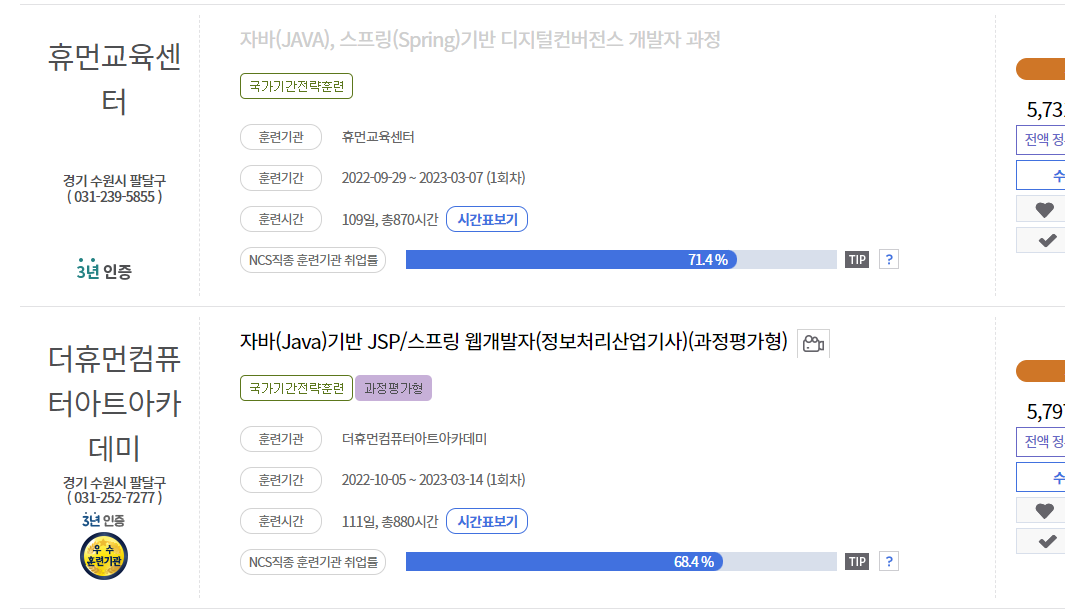 휴먼교육센
터
경기 수원시 팔달구
( 031-239-5855 )
3년 인증
자바(JAVA), 스프링(Spring)기반 디지털컨버전스 개발자 과정
국가기간전략훈련
훈련기관 휴먼교육센터
훈련기간 2022-09-29 ~ 2023-03-07 (1회차)
훈련시간 109일, 총870시간 시간표보기
NCS직종 훈련기관 취업률 71.4 % TIP ?
5,73
전액 정
수
더휴먼컴퓨
터아트아카
데미
경기 수원시 팔달구
( 031-252-7277 )
3년 인증
우 수
훈련기관
자바(Java)기반 JSP/스프링 웹개발자(정보처리산업기사)(과정평가형)
국가기간전략훈련 과정평가형
훈련기관 더휴먼컴퓨터아트아카데미
훈련기간 2022-10-05 ~ 2023-03-14 (1회차)
훈련시간 111일, 총880시간 시간표보기
NCS직종 훈련기관 취업률 68.4 % TIP ?
5,79
전액 정
수